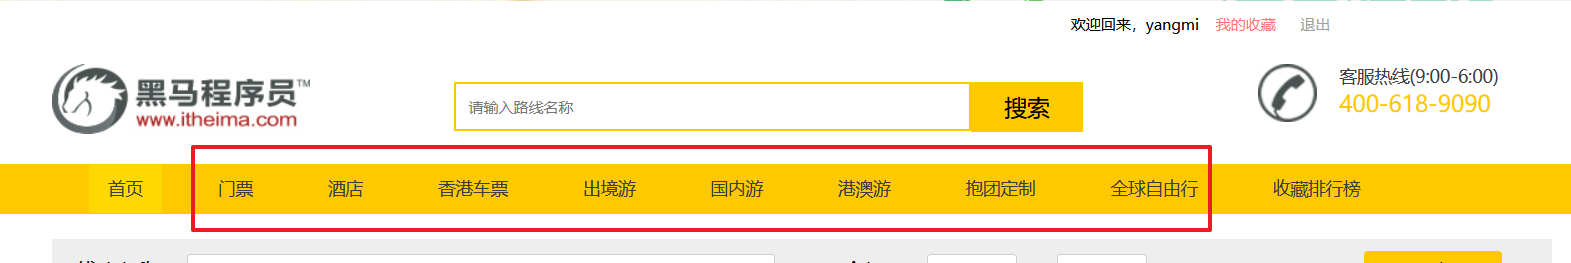 欢迎回来，yangmi 我的收藏 退出
黑马程序员™
www.itheima.com
请输入路线名称
搜索
客服热线(9:00-6:00)
400-618-9090
首页 门票 酒店 香港车票 出境游 国内游 港澳游 抱团定制 全球自由行 收藏排行榜